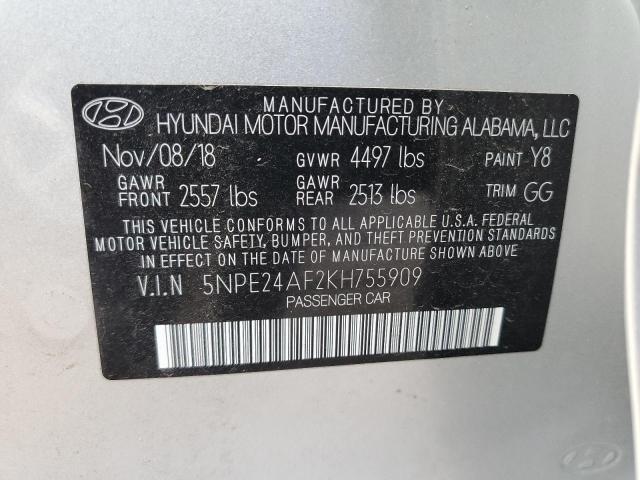 MANUFACTURED BY
HYUNDAI MOTOR MANUFACTURING ALABAMA, LLC
Nov/08/18 GVWR 4497 lbs PAINT Y8
GAWR FRONT 2557 lbs GAWR REAR 2513 lbs TRIM GG
THIS VEHICLE CONFORMS TO ALL APPLICABLE U.S.A. FEDERAL
MOTOR VEHICLE SAFETY, BUMPER, AND THEFT PREVENTION STANDARDS
IN EFFECT ON THE DATE OF MANUFACTURE SHOWN ABOVE
V.I.N 5NPE24AF2KH755909
PASSENGER CAR